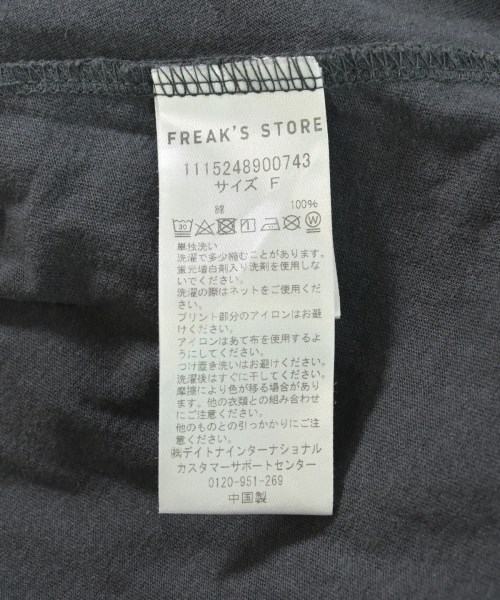 FREAK'S STORE
1115248900743
サイズ F
綿 100%
30
W
単独洗い
洗濯で多少縮むことがあります。
蛍光増白剤入り洗剤を使用しな
いでください。
洗濯の際はネットをご使用くだ
さい。
プリント部分のアイロンはお避
けください。
アイロンはあて布を使用するよ
うにしてください。
つけ置き洗いはお避けください。
洗濯後はすぐに干してください。
摩擦により色が移る場合があり
ます。他の衣類との組み合わせ
にご注意ください。
他のものとの引っかかりにご注
意ください。
㈱デイトナインターナショナル
カスタマーサポートセンター
0120-951-269
中国製